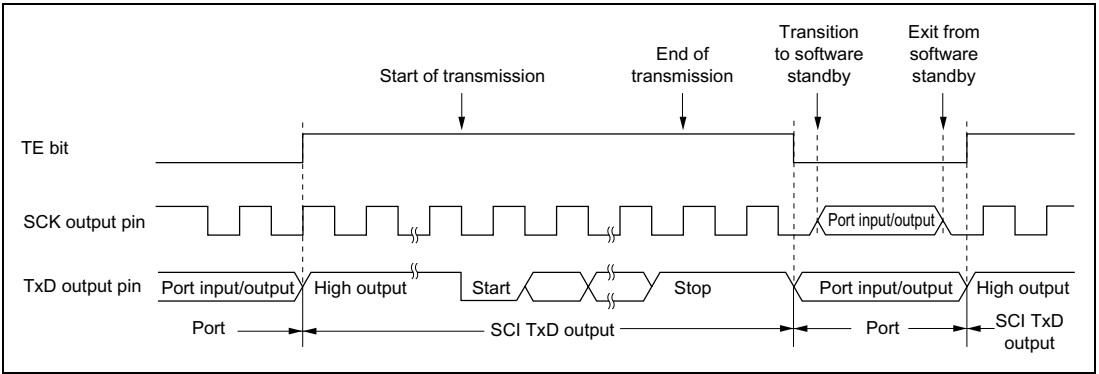 Transition
to software
standby
Exit from
software
standby
End of
transmission
Start of transmission
TE bit
SCK output pin
Port input/output
TxD output pin
Port input/output
High output
Start
Stop
Port input/output
High output
Port
SCI TxD output
Port
SCI TxD
output